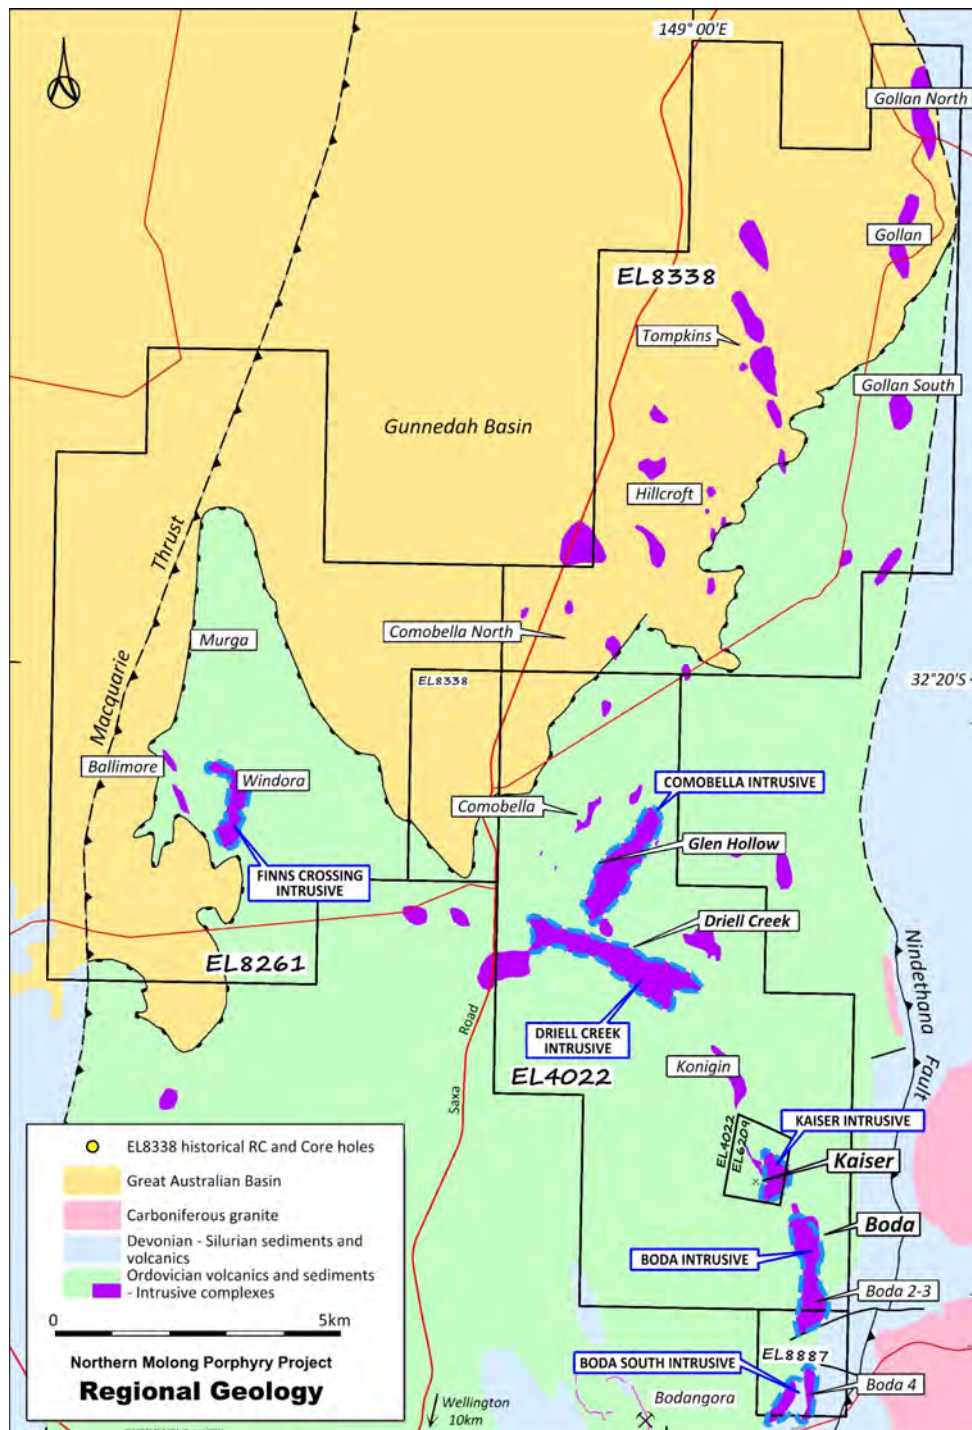 149° 00'E
Gollan North
Gollan
EL8338
Tompkins
Gollan South
Gunnedah Basin
Hillcroft
Thrust
Macquarie
Murga
Comobella North
EL8338
32°20'S
Ballimore
Windora
COMOBELLA INTRUSIVE
Comobella
Glen Hollow
FINNS CROSSING
INTRUSIVE
Driell Creek
EL8261
Nindethana
Fault
Road
Saxa
DRIELL CREEK
INTRUSIVE
EL4022
Konigin
KAISER INTRUSIVE
EL4022
EL6209
Kaiser
Boda
BODA INTRUSIVE
Boda 2-3
EL8887
BODA SOUTH INTRUSIVE
Boda 4
Bodangora
Wellington
10km
EL8338 historical RC and Core holes
Great Australian Basin
Carboniferous granite
Devonian - Silurian sediments and
volcanics
Ordovician volcanics and sediments
- Intrusive complexes
0 5km
Northern Molong Porphyry Project
Regional Geology